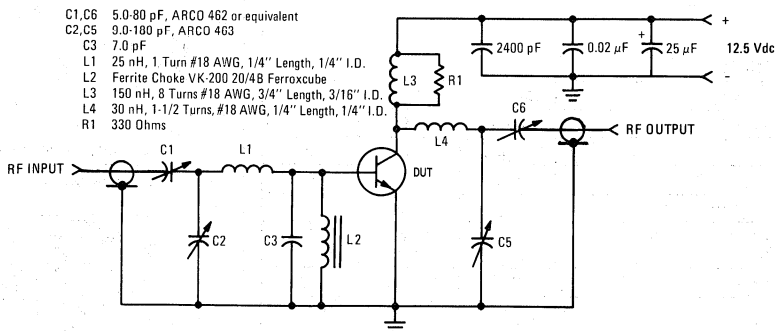 C1,C6 5.0-80 pF, ARCO 462 or equivalent
C2,C5 9.0-180 pF, ARCO 463
C3 7.0 pF
L1 25 nH, 1 Turn #18 AWG, 1/4'' Length, 1/4'' I.D.
L2 Ferrite Choke VK-200 20/4B Ferroxcube
L3 150 nH, 8 Turns #18 AWG, 3/4'' Length, 3/16'' I.D.
L4 30 nH, 1-1/2 Turns, #18 AWG, 1/4'' Length, 1/4'' I.D.
R1 330 Ohms
+
2400 pF
0.02 μF
+
25 μF
12.5 Vdc
-
L3
R1
C6
RF OUTPUT
L4
C1
L1
RF INPUT
DUT
C2
C3
L2
C5